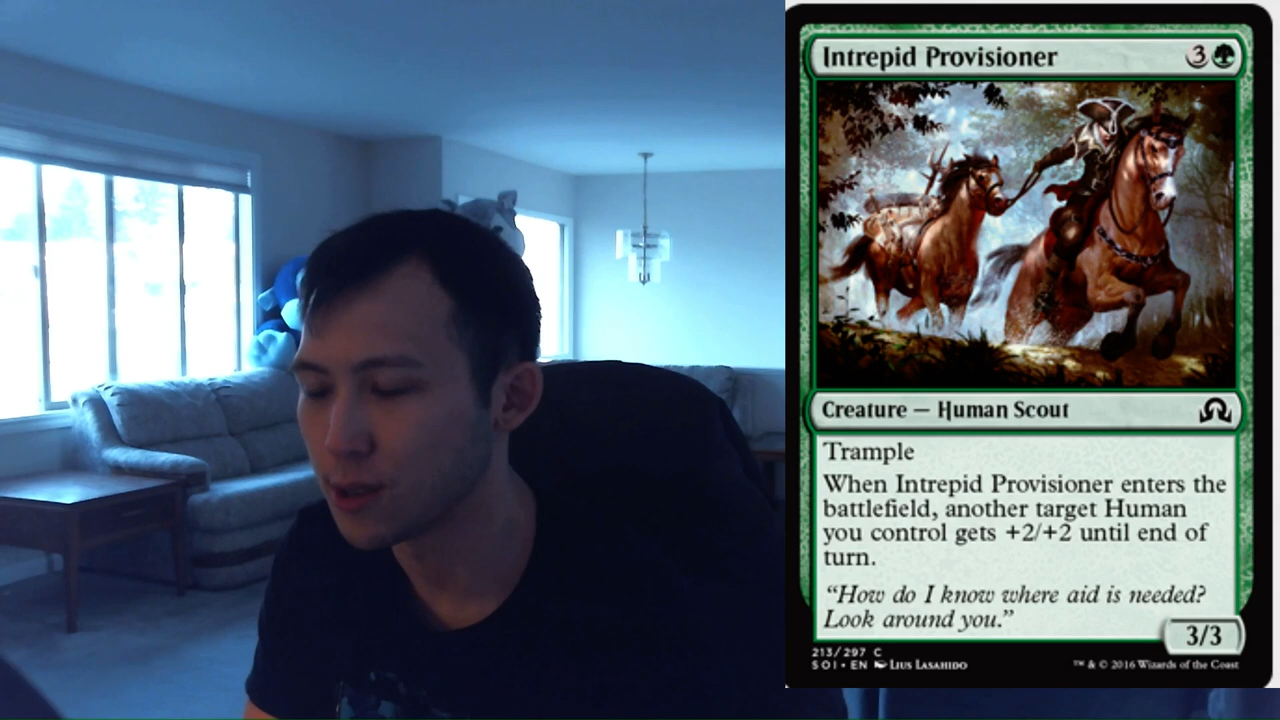 Intrepid Provisioner 3
Creature — Human Scout
Trample
When Intrepid Provisioner enters the
battlefield, another target Human
you control gets +2/+2 until end of
turn.
“How do I know where aid is needed?
Look around you.”
3/3
213/297 C
SOI • EN Lius Lasahido
™ & © 2016 Wizards of the Coast